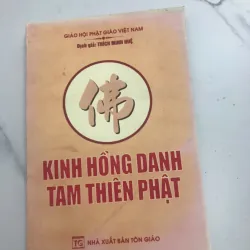 GIÁO HỘI PHẬT GIÁO VIỆT NAM
Dịch giả: THÍCH MINH HUỆ
佛
KINH HỒNG DANH
TAM THIÊN PHẬT
TG NHÀ XUẤT BẢN TÔN GIÁO